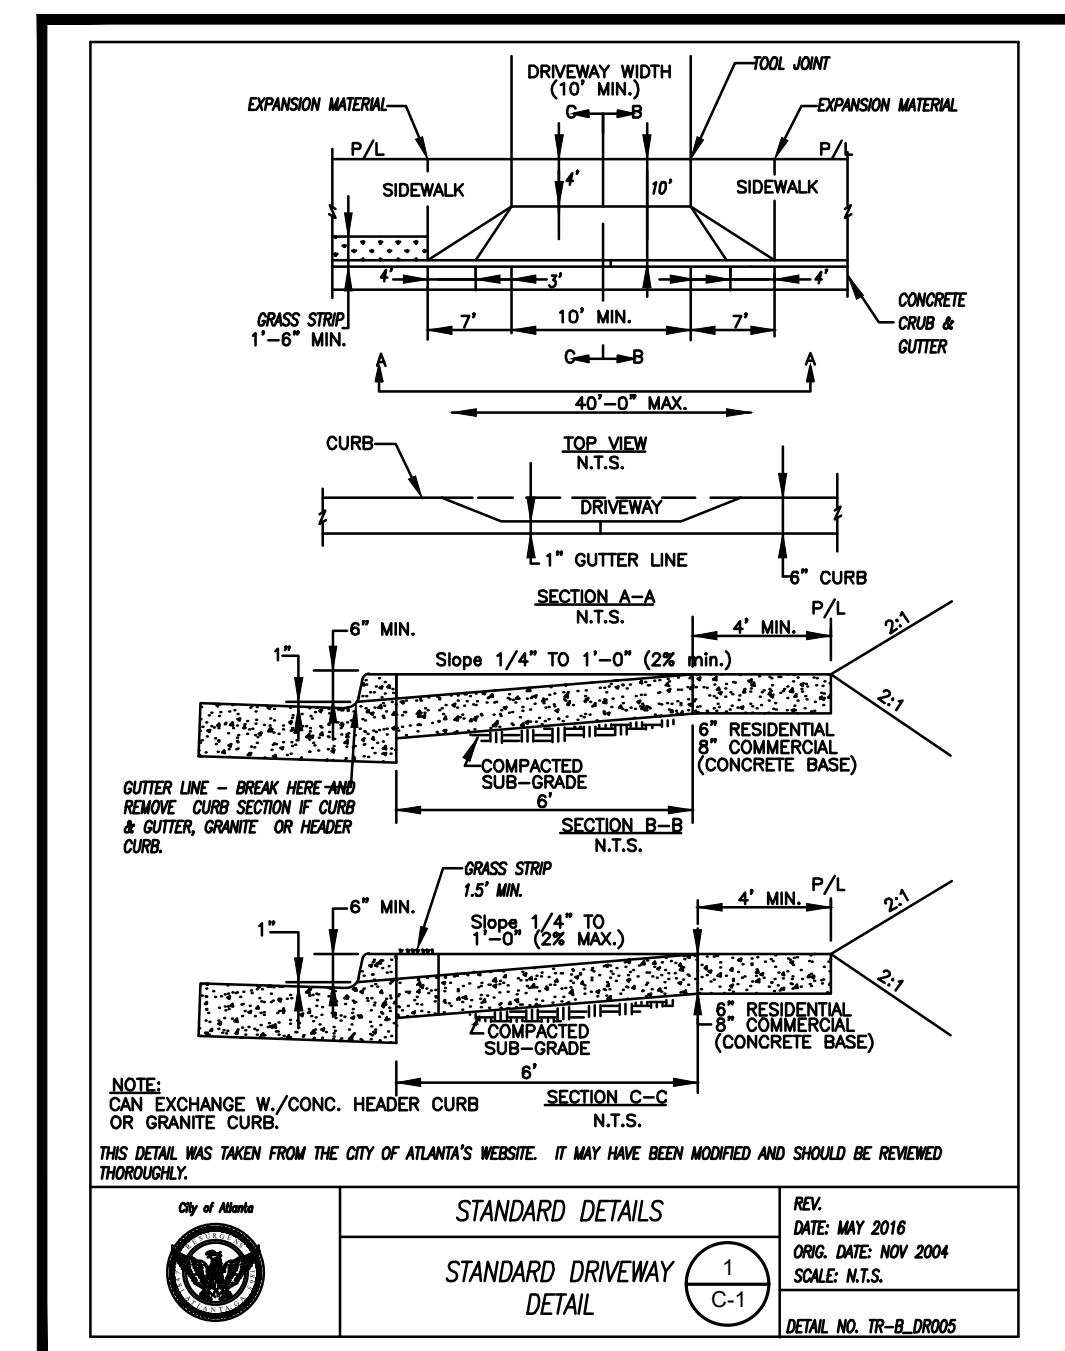 DRIVEWAY WIDTH
(10' MIN.)
TOOL JOINT
EXPANSION MATERIAL
C B
EXPANSION MATERIAL
P/L
P/L
4'
10'
SIDEWALK
SIDEWALK
4'
3'
4'
GRASS STRIP
1'-6" MIN.
7'
10' MIN.
7'
CONCRETE
CRUB &
GUTTER
C B
A
A
40'-0" MAX.
CURB
TOP VIEW
N.T.S.
DRIVEWAY
1" GUTTER LINE
6" CURB
SECTION A-A
N.T.S.
P/L
2:1
6" MIN.
4' MIN.
1"
Slope 1/4" TO 1'-0" (2% min.)
2:1
6" RESIDENTIAL
8" COMMERCIAL
(CONCRETE BASE)
COMPACTED
SUB-GRADE
GUTTER LINE - BREAK HERE AND
REMOVE CURB SECTION IF CURB
& GUTTER, GRANITE OR HEADER
CURB.
6'
SECTION B-B
N.T.S.
GRASS STRIP
1.5' MIN.
P/L
2:1
6" MIN.
4' MIN.
1"
Slope 1/4" TO
1'-0" (2% MAX.)
2:1
6" RESIDENTIAL
8" COMMERCIAL
(CONCRETE BASE)
COMPACTED
SUB-GRADE
6'
SECTION C-C
N.T.S.
NOTE:
CAN EXCHANGE W./CONC. HEADER CURB
OR GRANITE CURB.
THIS DETAIL WAS TAKEN FROM THE CITY OF ATLANTA'S WEBSITE. IT MAY HAVE BEEN MODIFIED AND SHOULD BE REVIEWED
THOROUGHLY.
City of Atlanta
RESURGENS
ATLANTA, GA.
STANDARD DETAILS
STANDARD DRIVEWAY
DETAIL
1
C-1
REV.
DATE: MAY 2016
ORIG. DATE: NOV 2004
SCALE: N.T.S.
DETAIL NO. TR-B_DR005